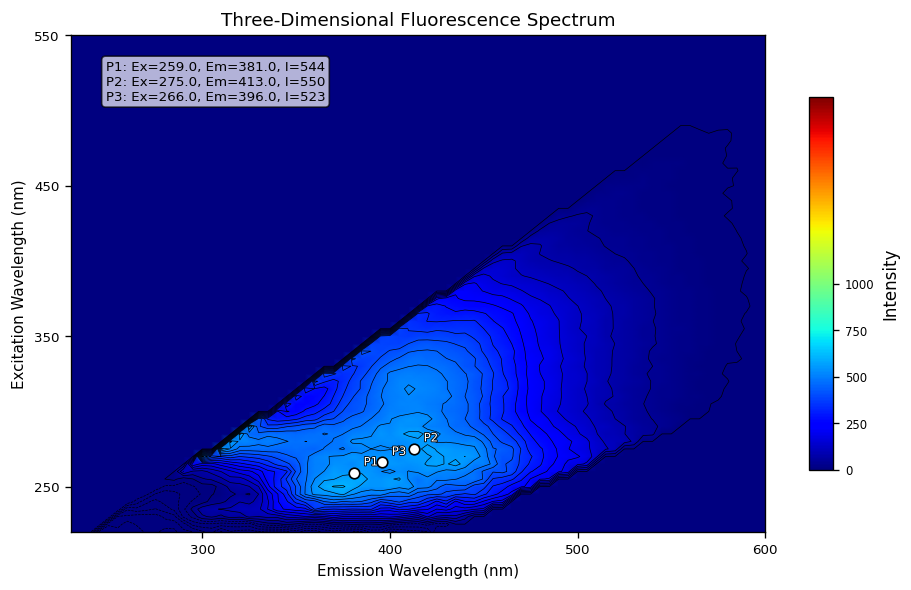 Three-Dimensional Fluorescence Spectrum
550
450
350
250
Excitation Wavelength (nm)
P1: Ex=259.0, Em=381.0, I=544
P2: Ex=275.0, Em=413.0, I=550
P3: Ex=266.0, Em=396.0, I=523
P2
P3
P1
300
400
500
600
Emission Wavelength (nm)
1000
750
500
250
0
Intensity